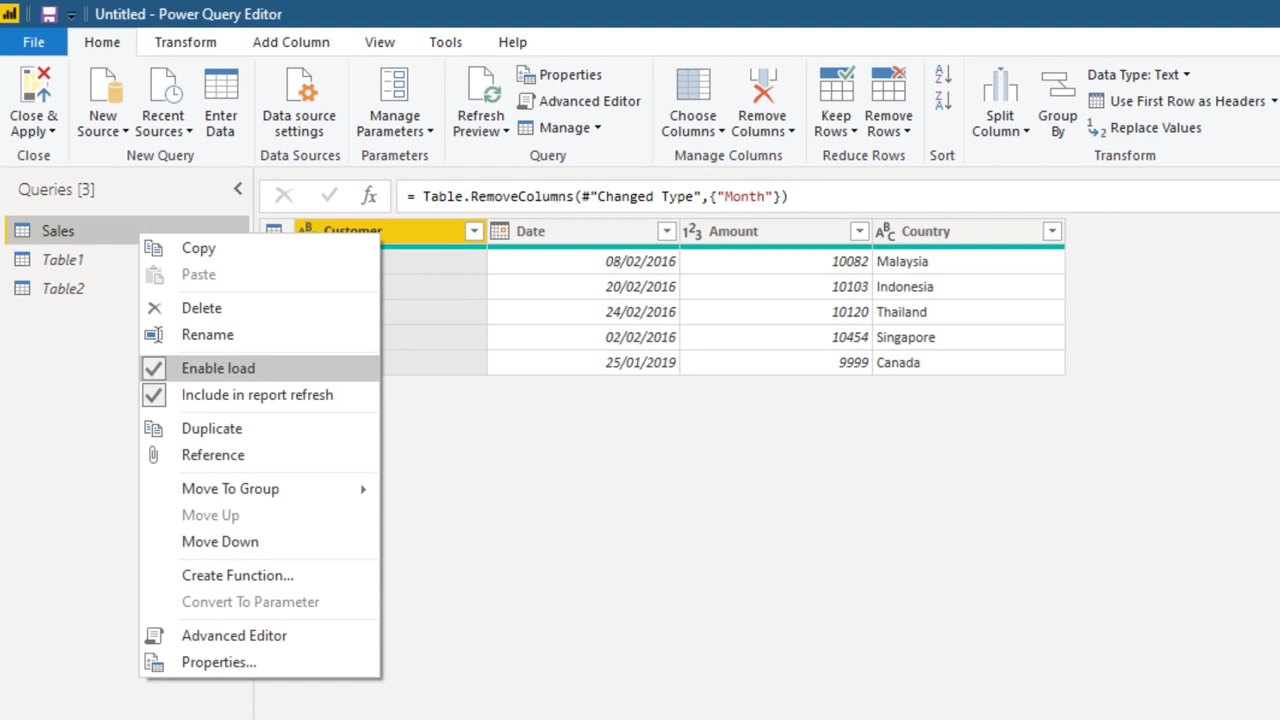 Untitled - Power Query Editor
File Home Transform Add Column View Tools Help
Close & Apply
New Source
Recent Sources
Enter Data
Data source settings
Manage Parameters
Refresh Preview
Properties
Advanced Editor
Manage
Choose Columns
Remove Columns
Keep Rows
Remove Rows
A Z
Z A
Split Column
Group By
Data Type: Text
Use First Row as Headers
1 2 Replace Values
Close New Query Data Sources Parameters Query Manage Columns Reduce Rows Sort Transform
Queries [3]
fx = Table.RemoveColumns(#"Changed Type",{"Month"})
Sales
Table1
Table2
Customer Date 123 Amount ABC Country
08/02/2016 10082 Malaysia
20/02/2016 10103 Indonesia
24/02/2016 10120 Thailand
02/02/2016 10454 Singapore
25/01/2019 9999 Canada
Copy
Paste
Delete
Rename
Enable load
Include in report refresh
Duplicate
Reference
Move To Group
Move Up
Move Down
Create Function...
Convert To Parameter
Advanced Editor
Properties...